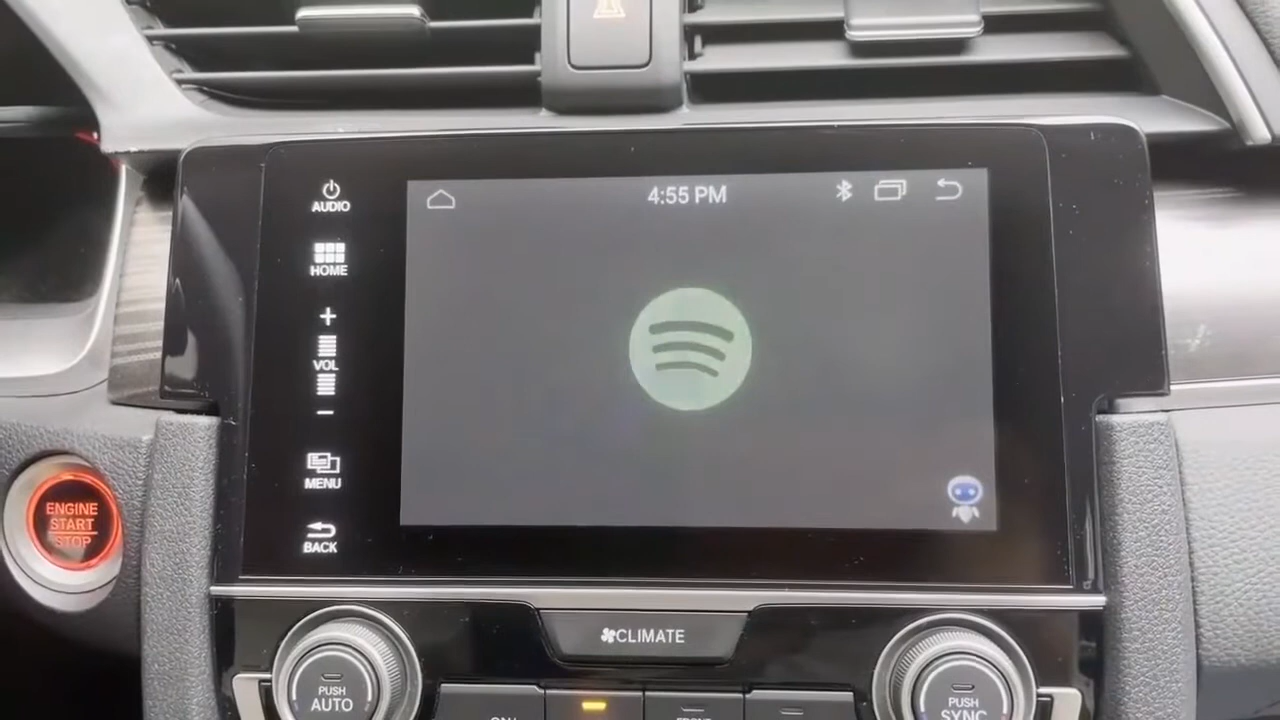 4:55 PM
AUDIO
HOME
+
VOL
−
MENU
BACK
ENGINE
START
STOP
CLIMATE
PUSH
AUTO
PUSH
SYNC